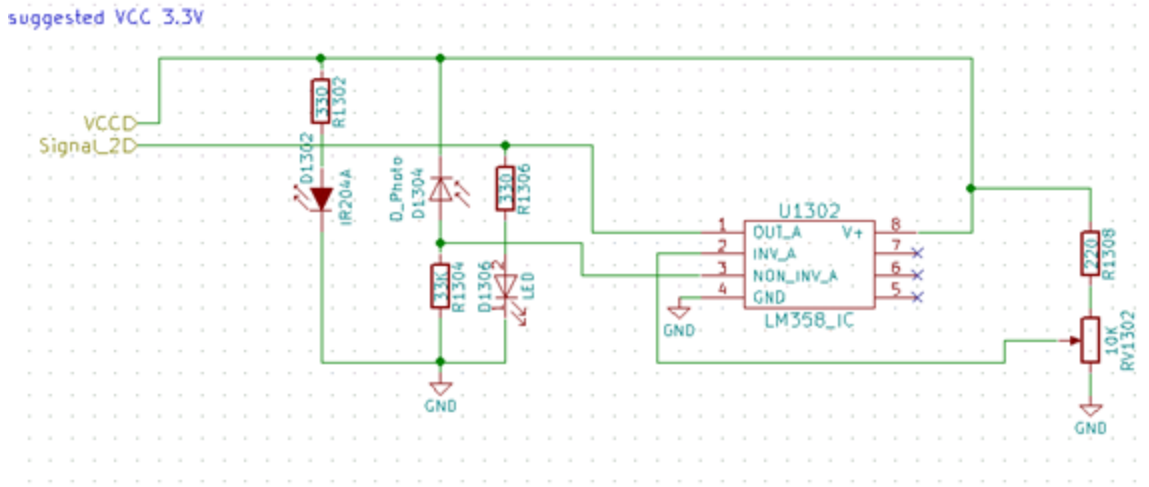 suggested VCC 3.3V
VCC
Signal_2
330
R1302
D1302
IR204A
D_Photo
D1304
330
R1306
33K
R1304
D1306
2
1
LED
GND
U1302
1
OUT_A
V+
8
2
INV_A
7
3
NON_INV_A
6
4
GND
5
LM358_IC
GND
220
R1308
10K
RV1302
GND